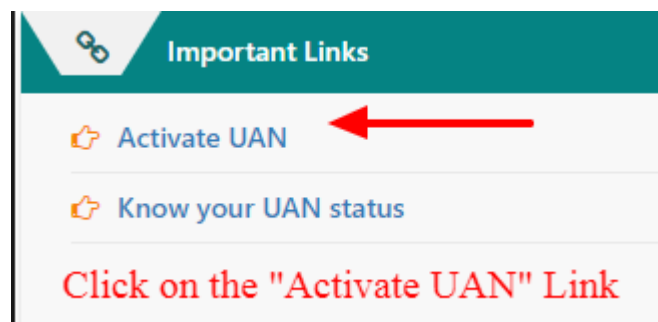 Important Links
Activate UAN
Know your UAN status
Click on the "Activate UAN" Link